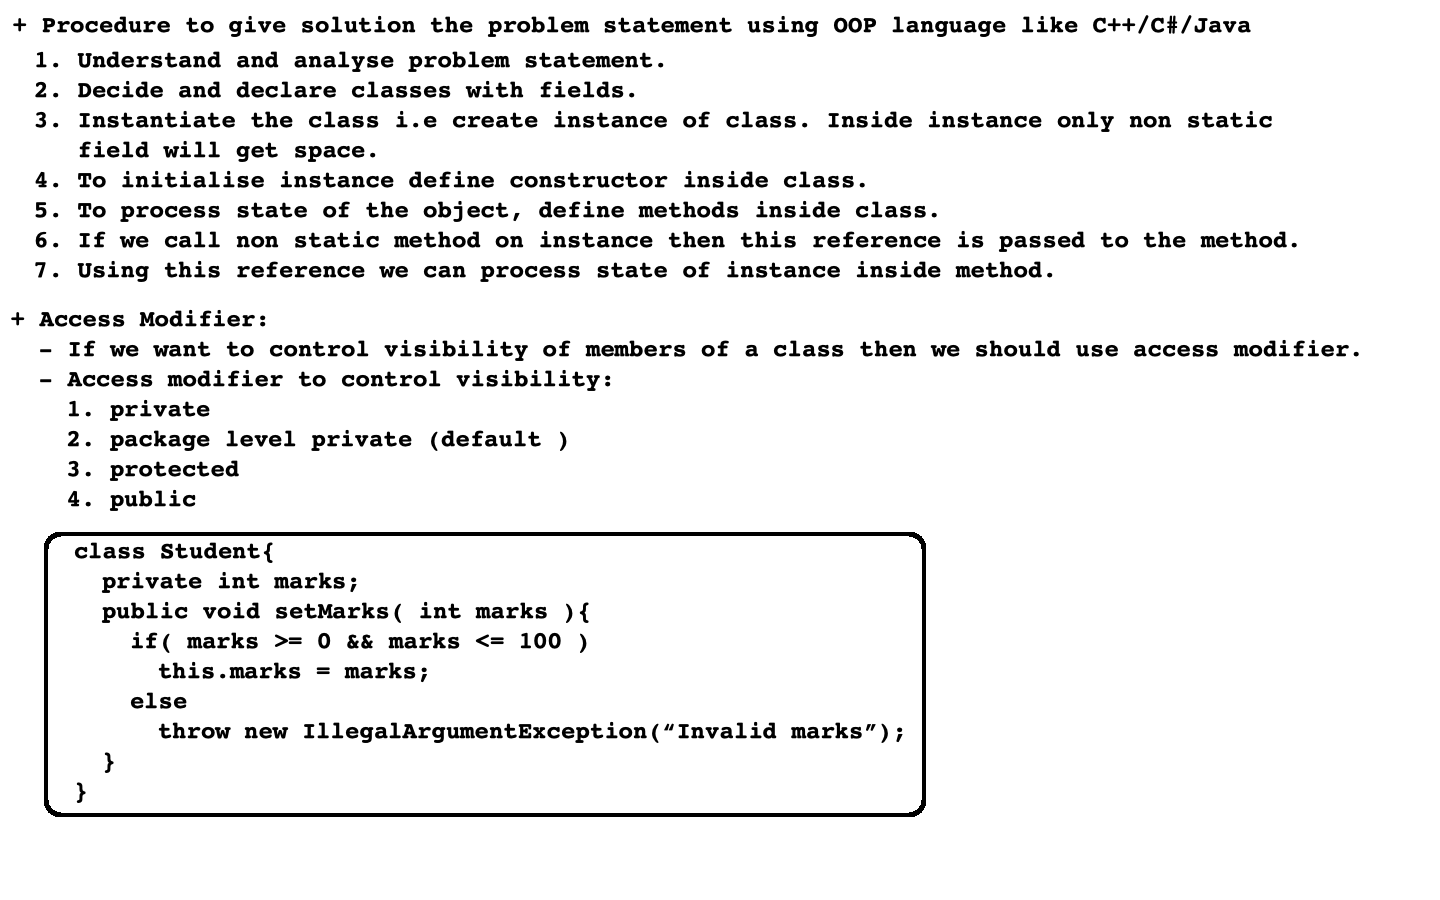 + Procedure to give solution the problem statement using OOP language like C++/C#/Java
1. Understand and analyse problem statement.
2. Decide and declare classes with fields.
3. Instantiate the class i.e create instance of class. Inside instance only non static
field will get space.
4. To initialise instance define constructor inside class.
5. To process state of the object, define methods inside class.
6. If we call non static method on instance then this reference is passed to the method.
7. Using this reference we can process state of instance inside method.
+ Access Modifier:
- If we want to control visibility of members of a class then we should use access modifier.
- Access modifier to control visibility:
1. private
2. package level private (default )
3. protected
4. public
class Student{
private int marks;
public void setMarks( int marks ){
if( marks >= 0 && marks <= 100 )
this.marks = marks;
else
throw new IllegalArgumentException(“Invalid marks”);
}
}